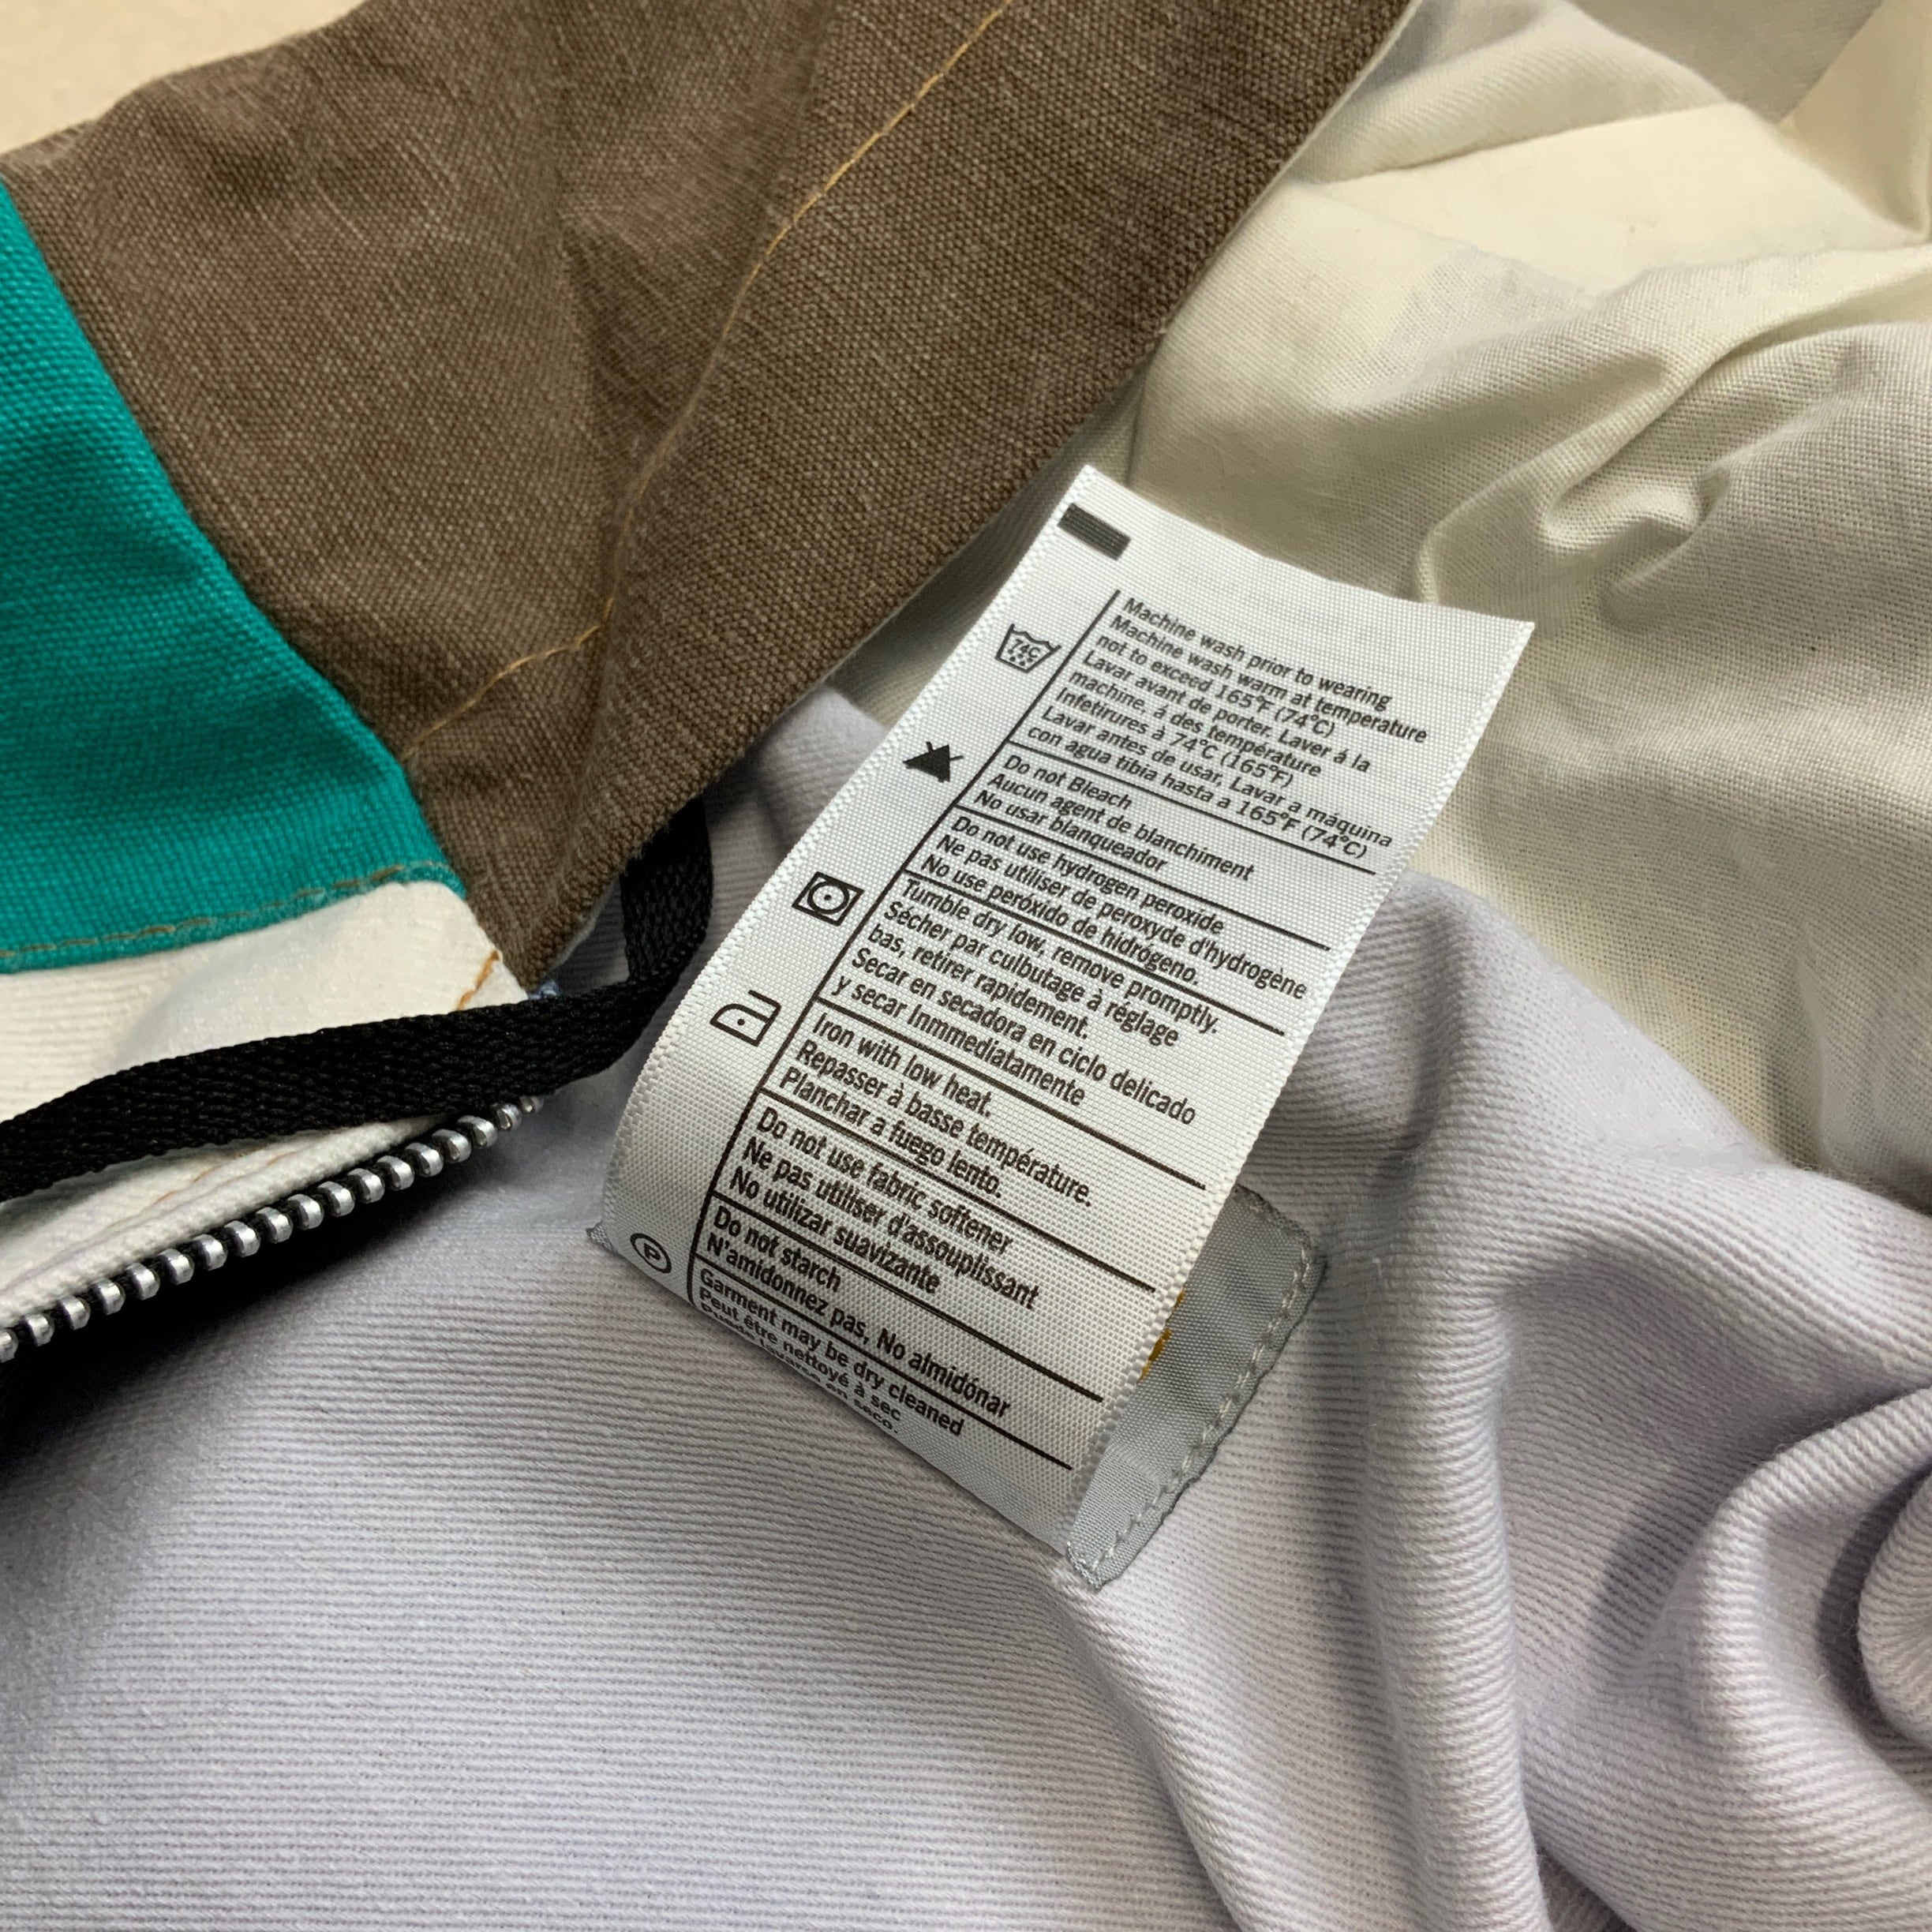 Machine wash prior to wearing
Machine wash warm at temperature
not to exceed 165°F (74°C)
Lavar avant de porter. Laver á la
machine. á des température
Infetirures à 74°C (165°F)
Lavar antes de usar, Lavar a máquina
con agua tibia hasta a 165°F (74°C)
74C
Do not Bleach
Aucun agent de blanchiment
No usar blanqueador
Do not use hydrogen peroxide
Ne pas utiliser de peroxyde d'hydrogène
No use peróxido de hidrógeno.
Tumble dry low, remove promptly.
Sécher par culbutage à réglage
bas, retirer rapidement.
Secar en secadora en ciclo delicado
y secar Inmmediatamente
Iron with low heat.
Repasser à basse température.
Planchar a fuego lento.
Do not use fabric softener
Ne pas utiliser d'assouplissant
No utilizar suavizante
Do not starch
N'amidonnez pas, No almidónar
P
Garment may be dry cleaned
Peut être nettoyé à sec
en seco.